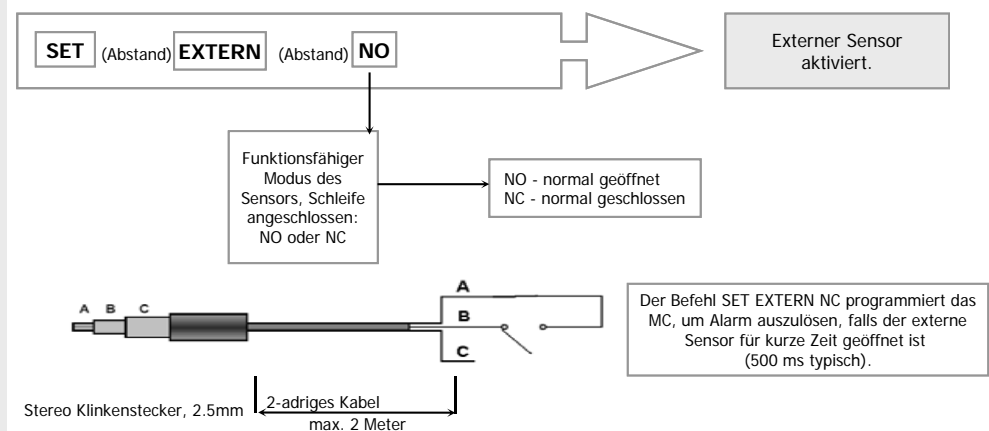 SET (Abstand) EXTERN (Abstand) NO
Externer Sensor
aktiviert.
Funktionsfähiger
Modus des
Sensors, Schleife
angeschlossen:
NO oder NC
NO - normal geöffnet
NC - normal geschlossen
A B C
A
B
C
Der Befehl SET EXTERN NC programmiert das
MC, um Alarm auszulösen, falls der externe
Sensor für kurze Zeit geöffnet ist
(500 ms typisch).
Stereo Klinkenstecker, 2.5mm
2-adriges Kabel
max. 2 Meter